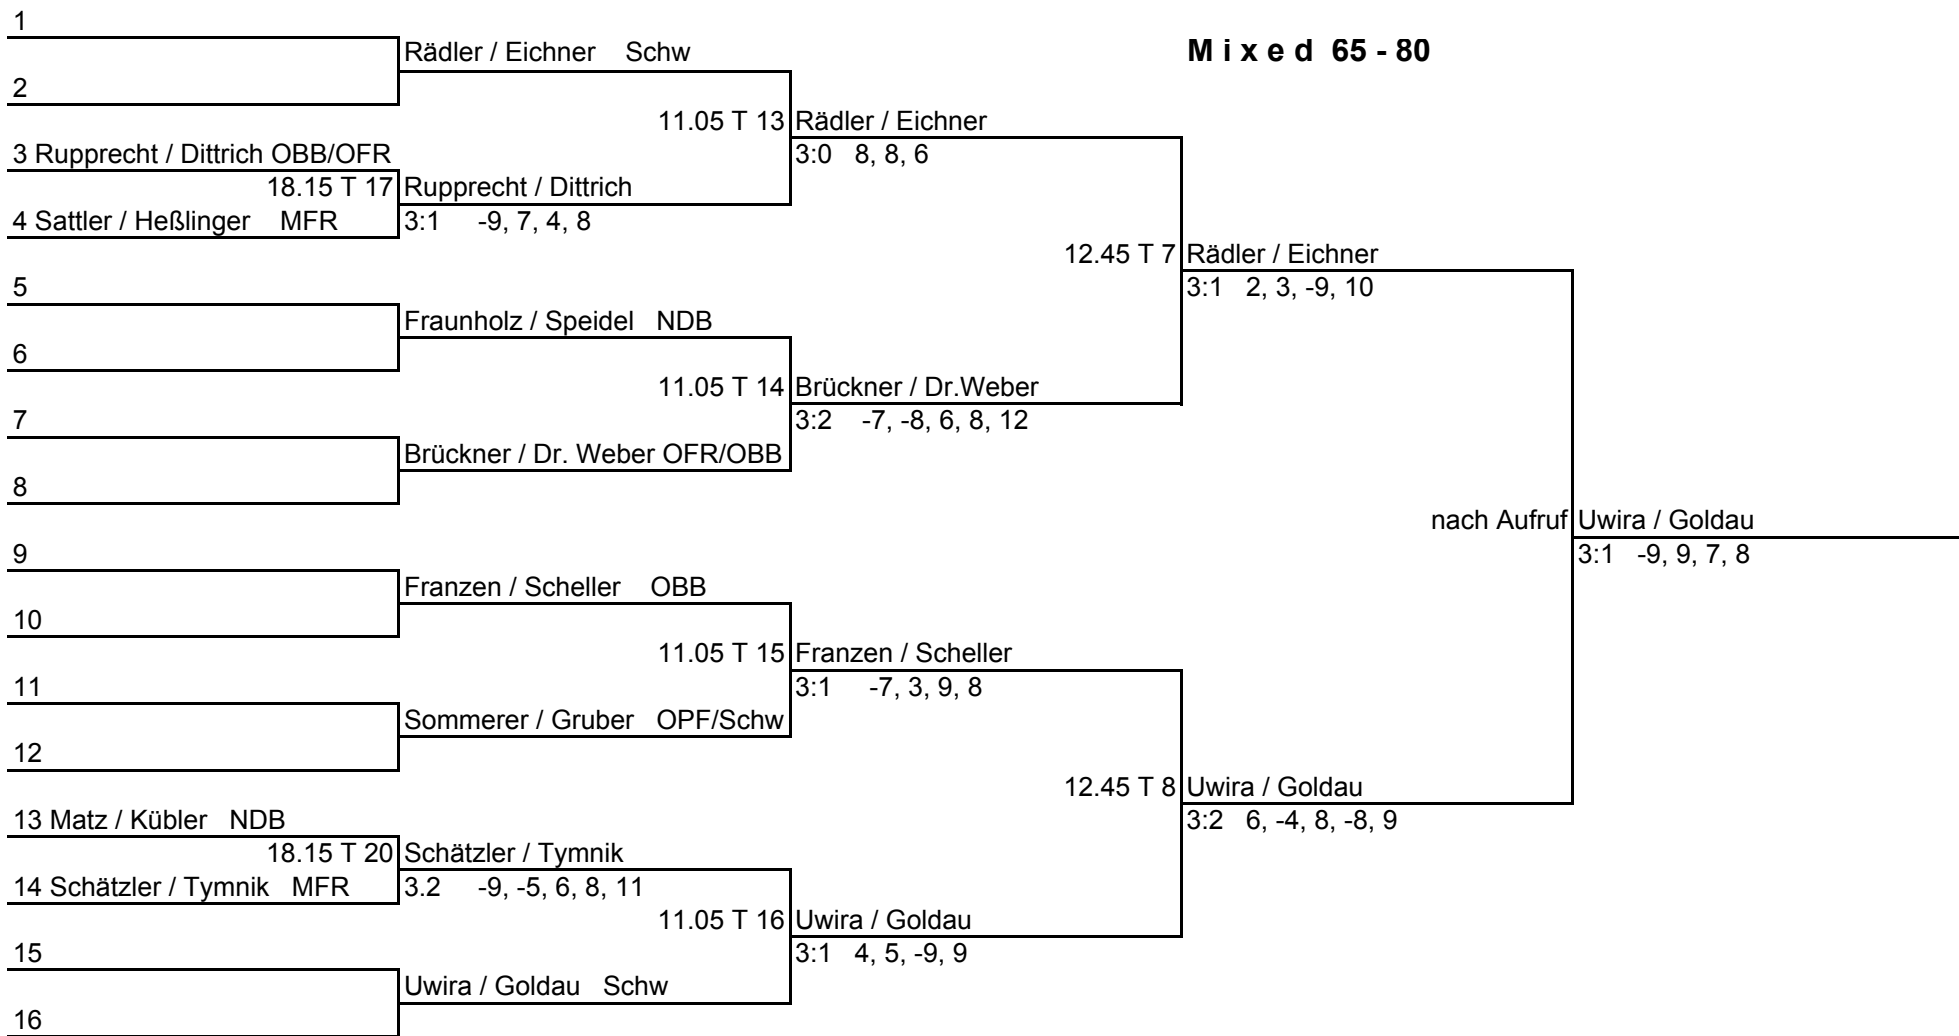 1
Rädler / Eichner Schw
Mixed 65 - 80
2
11.05 T 13 Rädler / Eichner
3 Rupprecht / Dittrich OBB/OFR
3:0 8, 8, 6
18.15 T 17 Rupprecht / Dittrich
4 Sattler / Heßlinger MFR
3:1 -9, 7, 4, 8
12.45 T 7 Rädler / Eichner
5
3:1 2, 3, -9, 10
Fraunholz / Speidel NDB
6
11.05 T 14 Brückner / Dr.Weber
7
3:2 -7, -8, 6, 8, 12
Brückner / Dr. Weber OFR/OBB
8
nach Aufruf Uwira / Goldau
9
3:1 -9, 9, 7, 8
Franzen / Scheller OBB
10
11.05 T 15 Franzen / Scheller
11
3:1 -7, 3, 9, 8
Sommerer / Gruber OPF/Schw
12
12.45 T 8 Uwira / Goldau
13 Matz / Kübler NDB
3:2 6, -4, 8, -8, 9
18.15 T 20 Schätzler / Tymnik
14 Schätzler / Tymnik MFR
3.2 -9, -5, 6, 8, 11
11.05 T 16 Uwira / Goldau
15
3:1 4, 5, -9, 9
Uwira / Goldau Schw
16